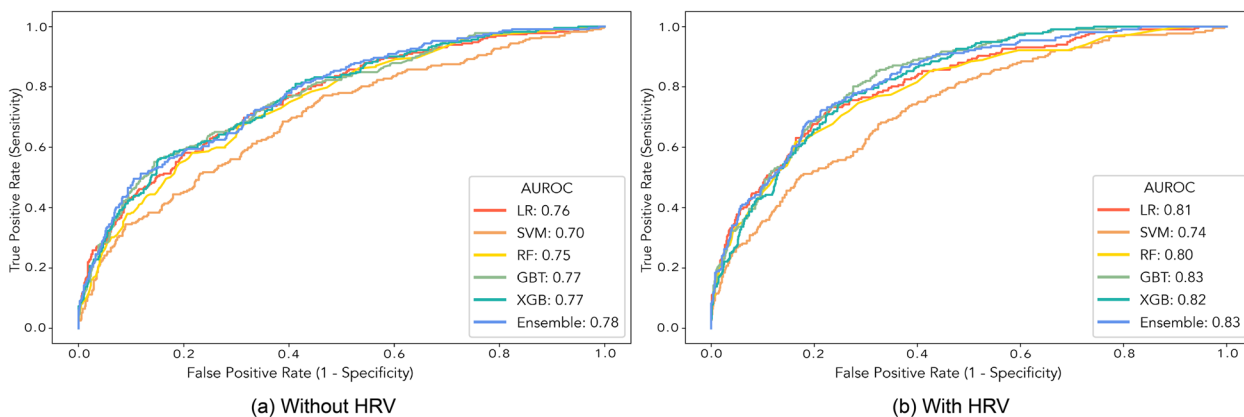 1.0
0.8
0.6
0.4
0.2
0.0
True Positive Rate (Sensitivity)
AUROC
LR: 0.76
SVM: 0.70
RF: 0.75
GBT: 0.77
XGB: 0.77
Ensemble: 0.78
0.0 0.2 0.4 0.6 0.8 1.0
False Positive Rate (1 - Specificity)
(a) Without HRV
1.0
0.8
0.6
0.4
0.2
0.0
True Positive Rate (Sensitivity)
AUROC
LR: 0.81
SVM: 0.74
RF: 0.80
GBT: 0.83
XGB: 0.82
Ensemble: 0.83
0.0 0.2 0.4 0.6 0.8 1.0
False Positive Rate (1 - Specificity)
(b) With HRV